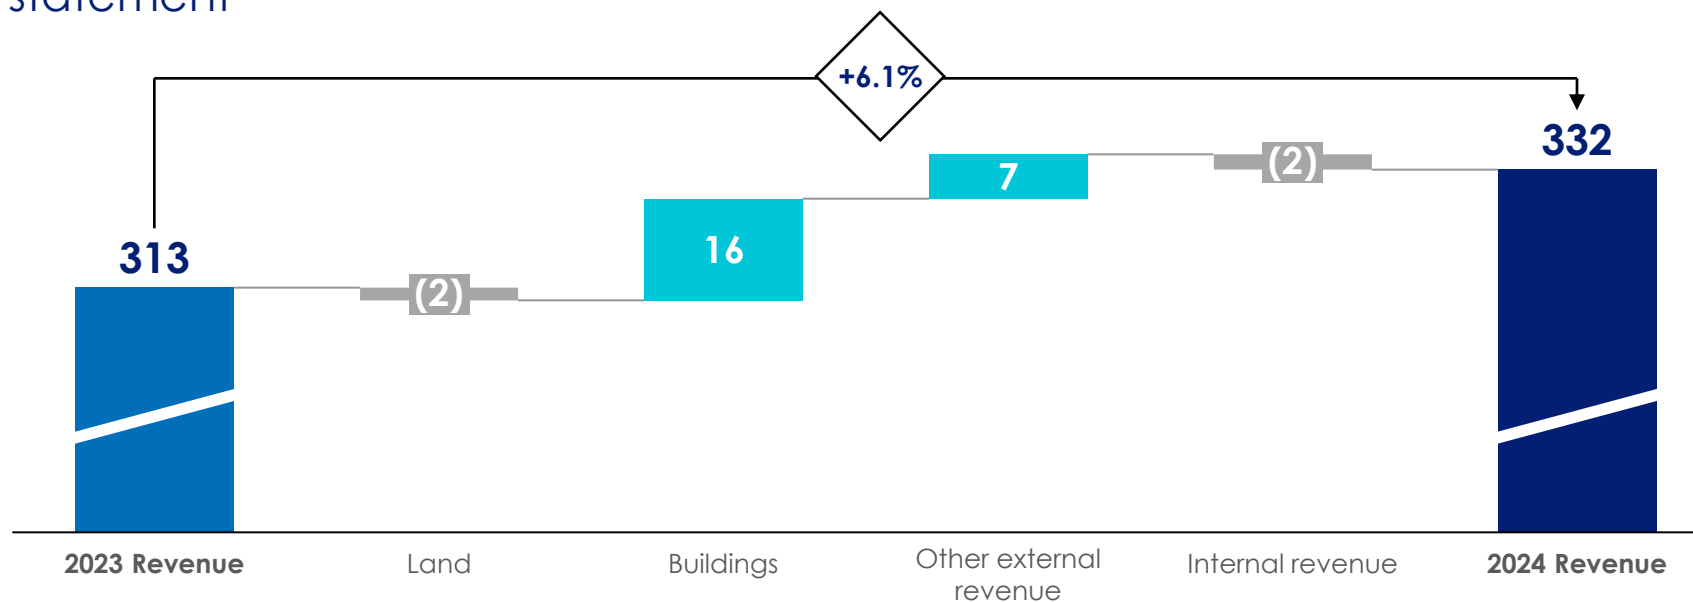 statement
+6.1%
332
(2)
7
16
313
(2)
2023 Revenue
Land
Buildings
Other external
revenue
Internal revenue
2024 Revenue